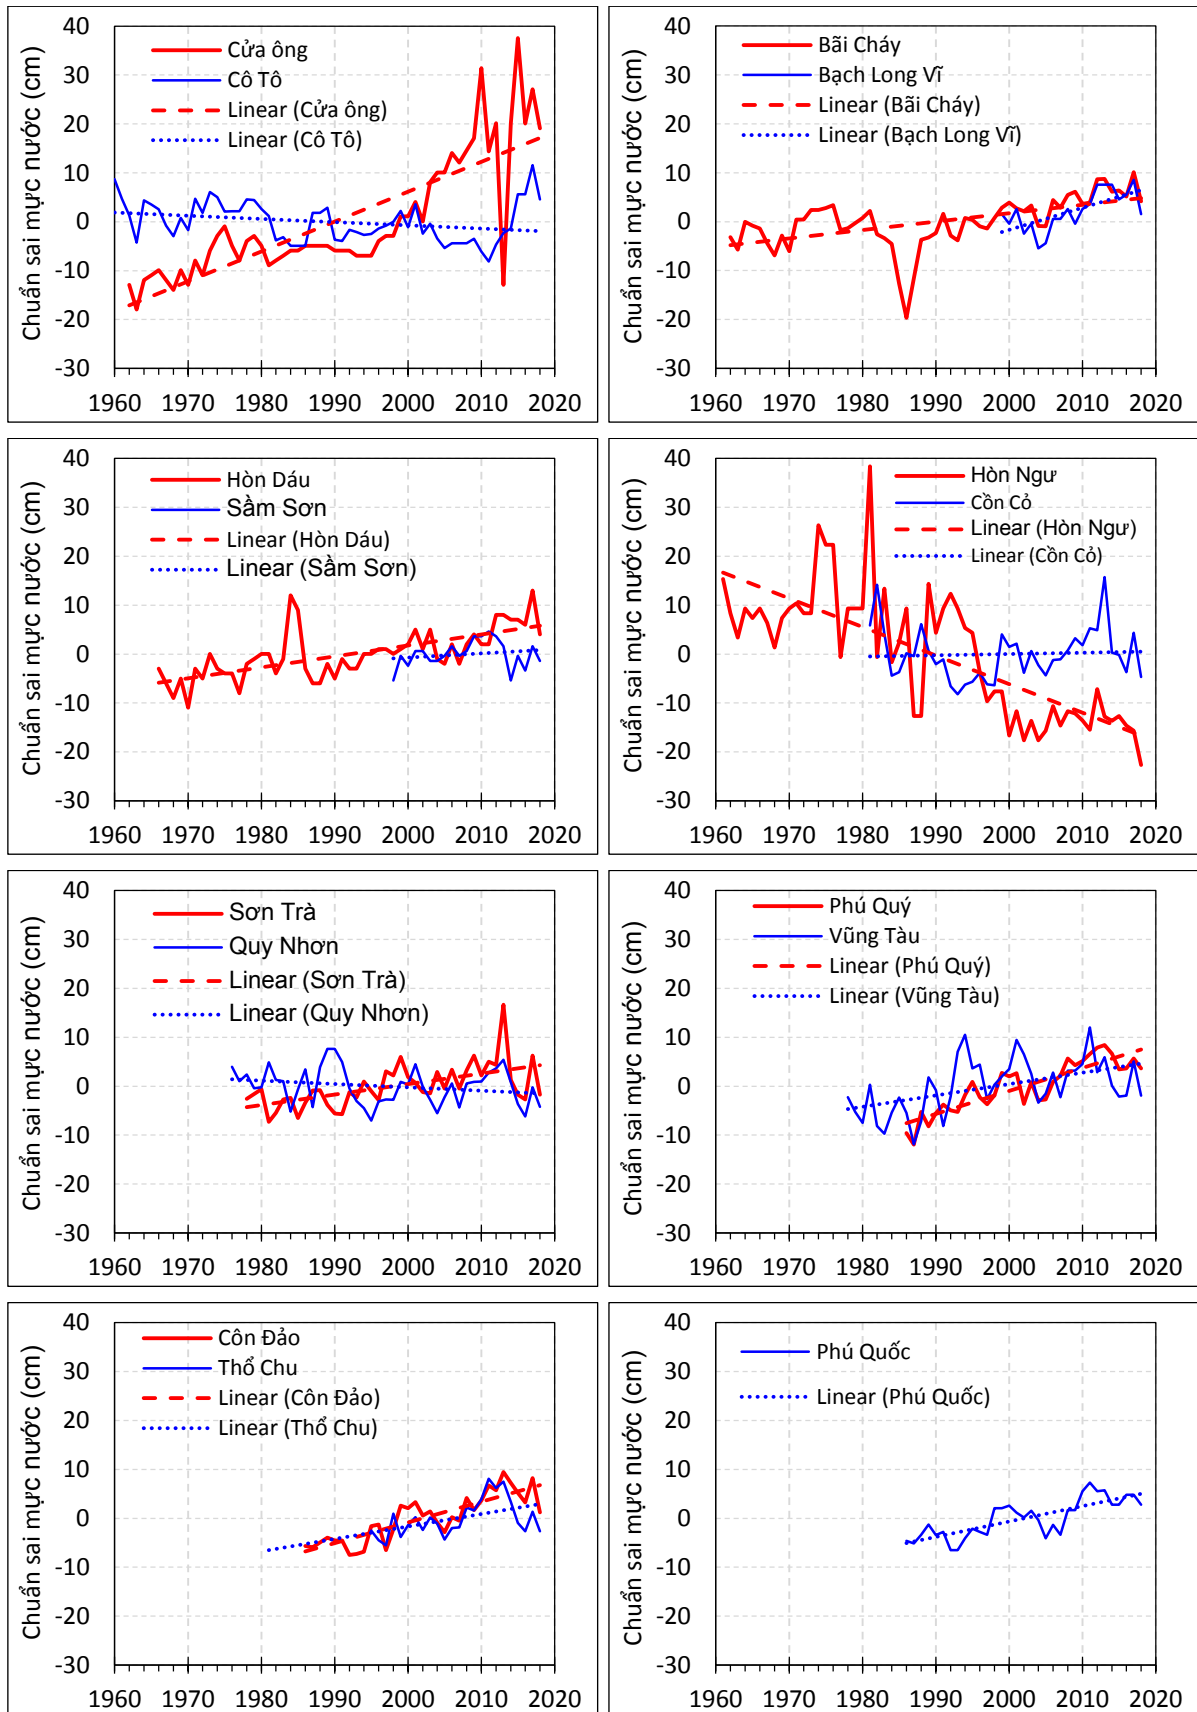 Chuẩn sai mực nước (cm)
40
30
20
10
0
-10
-20
-30
1960 1970 1980 1990 2000 2010 2020
Cửa ông
Cô Tô
Linear (Cửa ông)
Linear (Cô Tô)
Chuẩn sai mực nước (cm)
40
30
20
10
0
-10
-20
-30
1960 1970 1980 1990 2000 2010 2020
Bãi Cháy
Bạch Long Vĩ
Linear (Bãi Cháy)
Linear (Bạch Long Vĩ)
Chuẩn sai mực nước (cm)
40
30
20
10
0
-10
-20
-30
1960 1970 1980 1990 2000 2010 2020
Hòn Dáu
Sầm Sơn
Linear (Hòn Dáu)
Linear (Sầm Sơn)
Chuẩn sai mực nước (cm)
40
30
20
10
0
-10
-20
-30
1960 1970 1980 1990 2000 2010 2020
Hòn Ngư
Cồn Cỏ
Linear (Hòn Ngư)
Linear (Cồn Cỏ)
Chuẩn sai mực nước (cm)
40
30
20
10
0
-10
-20
-30
1960 1970 1980 1990 2000 2010 2020
Sơn Trà
Quy Nhơn
Linear (Sơn Trà)
Linear (Quy Nhơn)
Chuẩn sai mực nước (cm)
40
30
20
10
0
-10
-20
-30
1960 1970 1980 1990 2000 2010 2020
Phú Quý
Vũng Tàu
Linear (Phú Quý)
Linear (Vũng Tàu)
Chuẩn sai mực nước (cm)
40
30
20
10
0
-10
-20
-30
1960 1970 1980 1990 2000 2010 2020
Côn Đảo
Thổ Chu
Linear (Côn Đảo)
Linear (Thổ Chu)
Chuẩn sai mực nước (cm)
40
30
20
10
0
-10
-20
-30
1960 1970 1980 1990 2000 2010 2020
Phú Quốc
Linear (Phú Quốc)